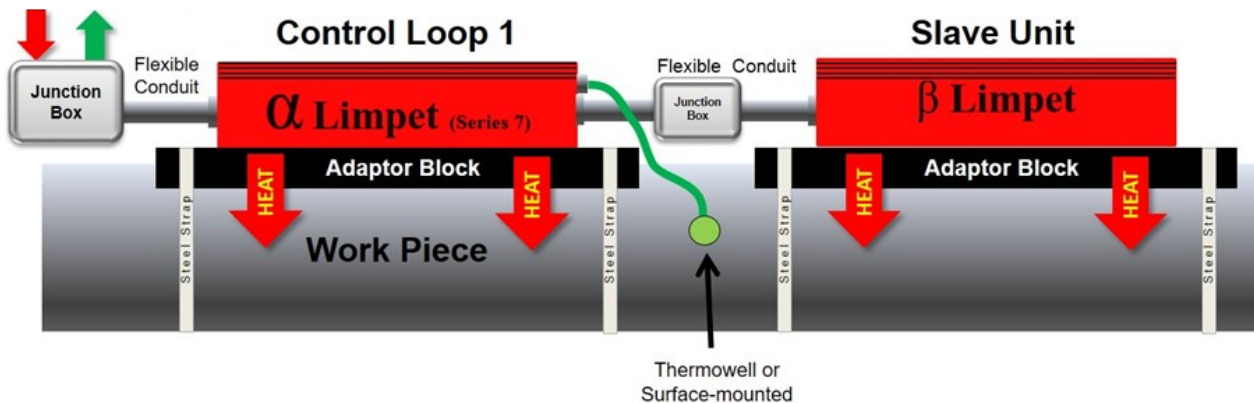 Control Loop 1
Slave Unit
Junction
Box
Flexible
Conduit
α Limpet (Series 7)
Flexible Conduit
Junction
Box
β Limpet
Adaptor Block
Adaptor Block
HEAT
HEAT
HEAT
HEAT
Steel Strap
Steel Strap
Steel Strap
Steel Strap
Work Piece
Thermowell or
Surface-mounted